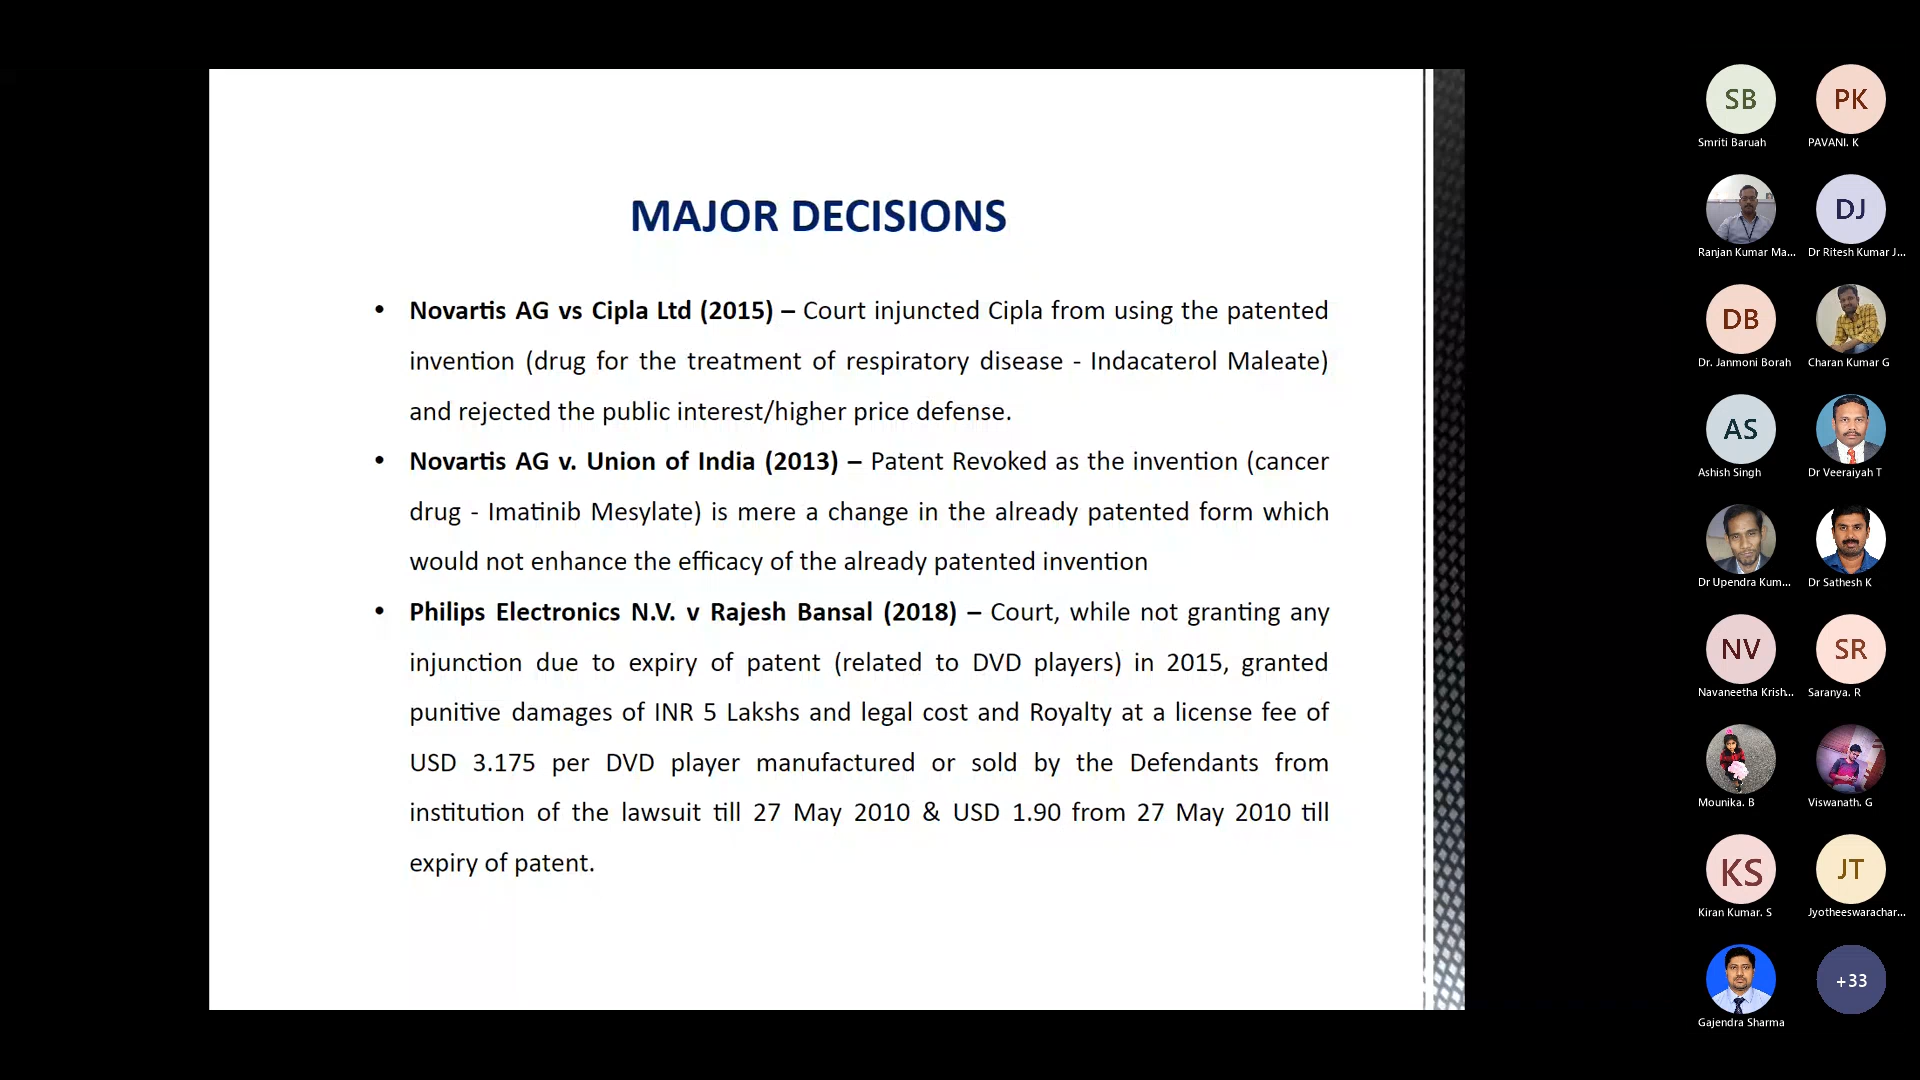 MAJOR DECISIONS
• Novartis AG vs Cipla Ltd (2015) – Court injuncted Cipla from using the patented
invention (drug for the treatment of respiratory disease - Indacaterol Maleate)
and rejected the public interest/higher price defense.
• Novartis AG v. Union of India (2013) – Patent Revoked as the invention (cancer
drug - Imatinib Mesylate) is mere a change in the already patented form which
would not enhance the efficacy of the already patented invention
• Philips Electronics N.V. v Rajesh Bansal (2018) – Court, while not granting any
injunction due to expiry of patent (related to DVD players) in 2015, granted
punitive damages of INR 5 Lakshs and legal cost and Royalty at a license fee of
USD 3.175 per DVD player manufactured or sold by the Defendants from
institution of the lawsuit till 27 May 2010 & USD 1.90 from 27 May 2010 till
expiry of patent.
SB
Smriti Baruah
PK
PAVANI. K
Ranjan Kumar Ma...
DJ
Dr Ritesh Kumar J...
DB
Dr. Janmoni Borah
Charan Kumar G
AS
Ashish Singh
Dr Veeraiyah T
Dr Upendra Kum...
Dr Sathesh K
NV
Navaneetha Krish...
SR
Saranya. R
Mounika. B
Viswanath. G
KS
Kiran Kumar. S
JT
Jyotheeswarachar...
Gajendra Sharma
+33